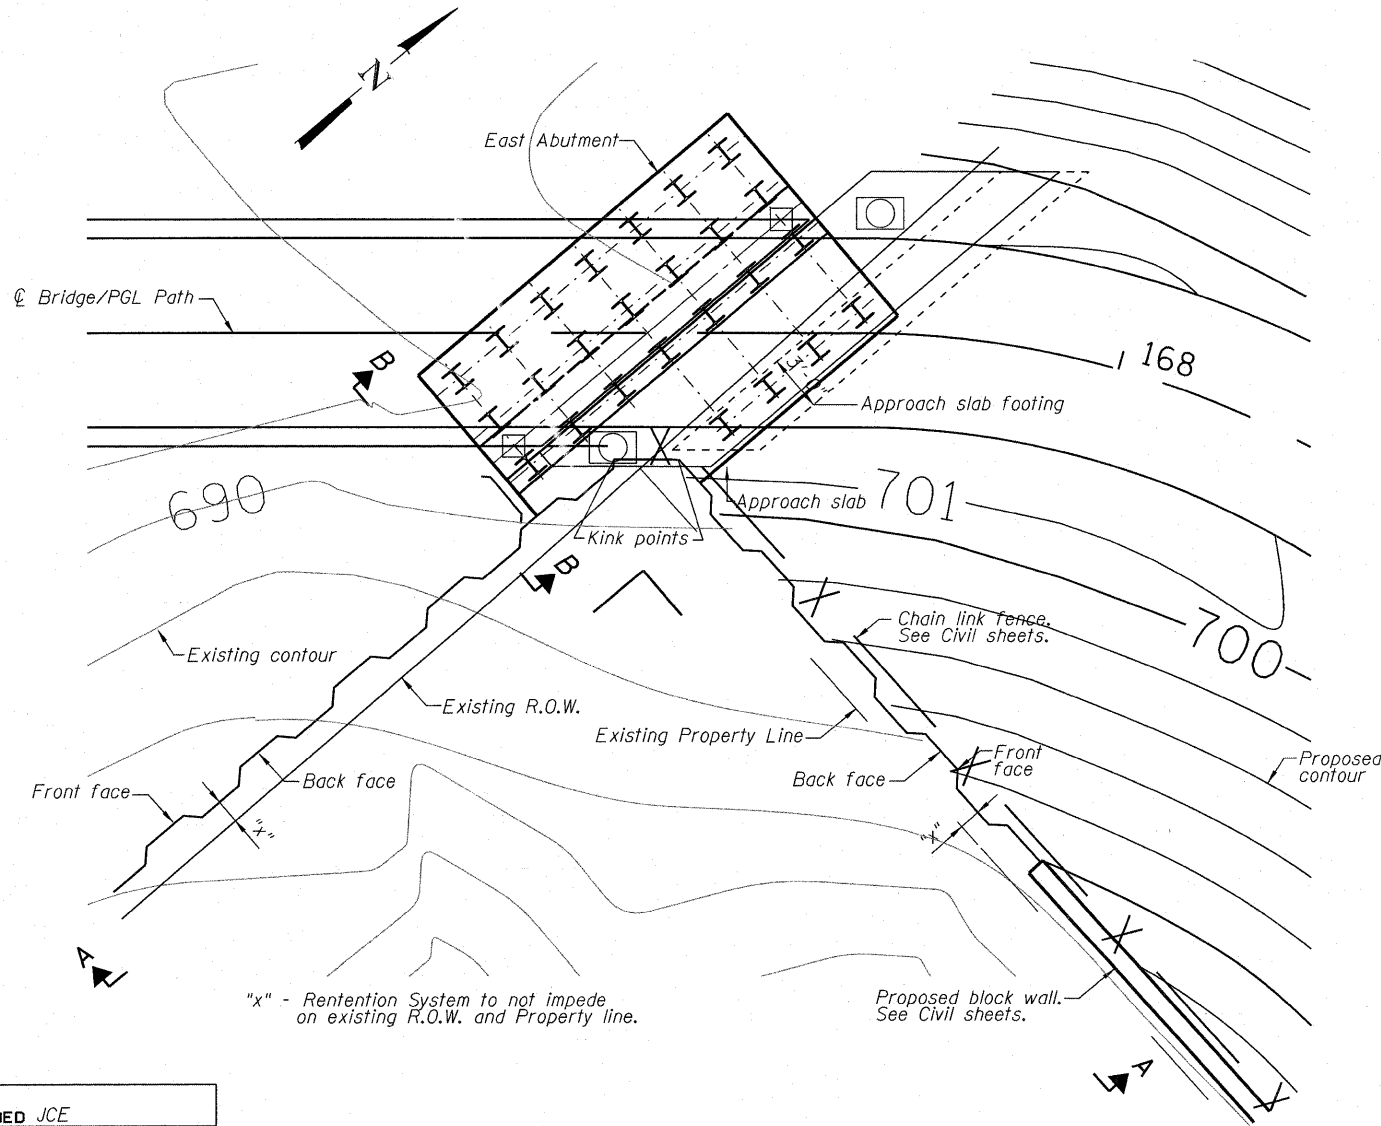 N
East Abutment
℄ Bridge/PGL Path
B
168
3
Approach slab footing
690
Approach slab
701
Kink points
B
Chain link fence.
See Civil sheets.
700
Existing contour
Existing R.O.W.
Existing Property Line
Front
face
Proposed
contour
Back face
Back face
Front face
"x"
"x"
A
"x" - Rentention System to not impede
on existing R.O.W. and Property line.
Proposed block wall.
See Civil sheets.
A
JCE